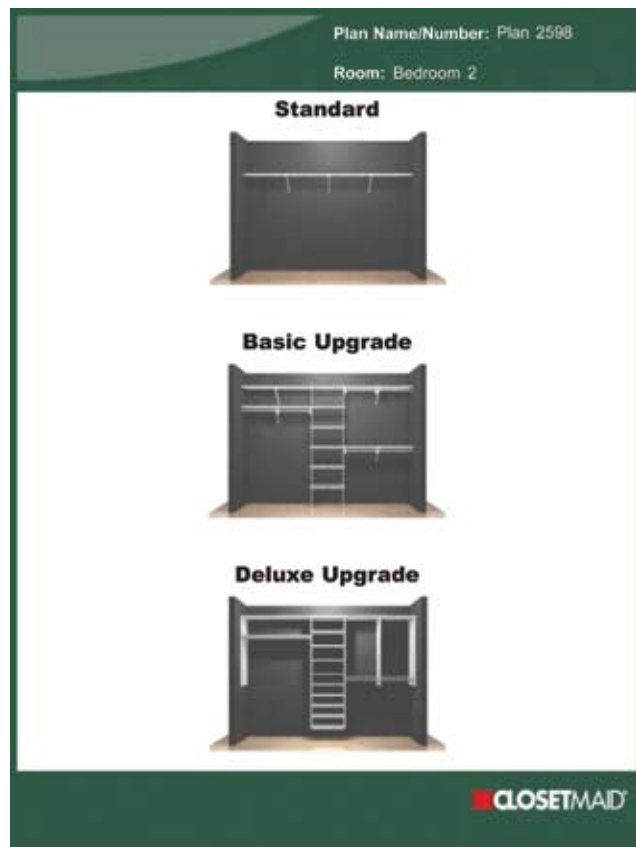 Plan Name/Number: Plan 2598
Room: Bedroom 2
Standard
Basic Upgrade
Deluxe Upgrade
CLOSETMAID